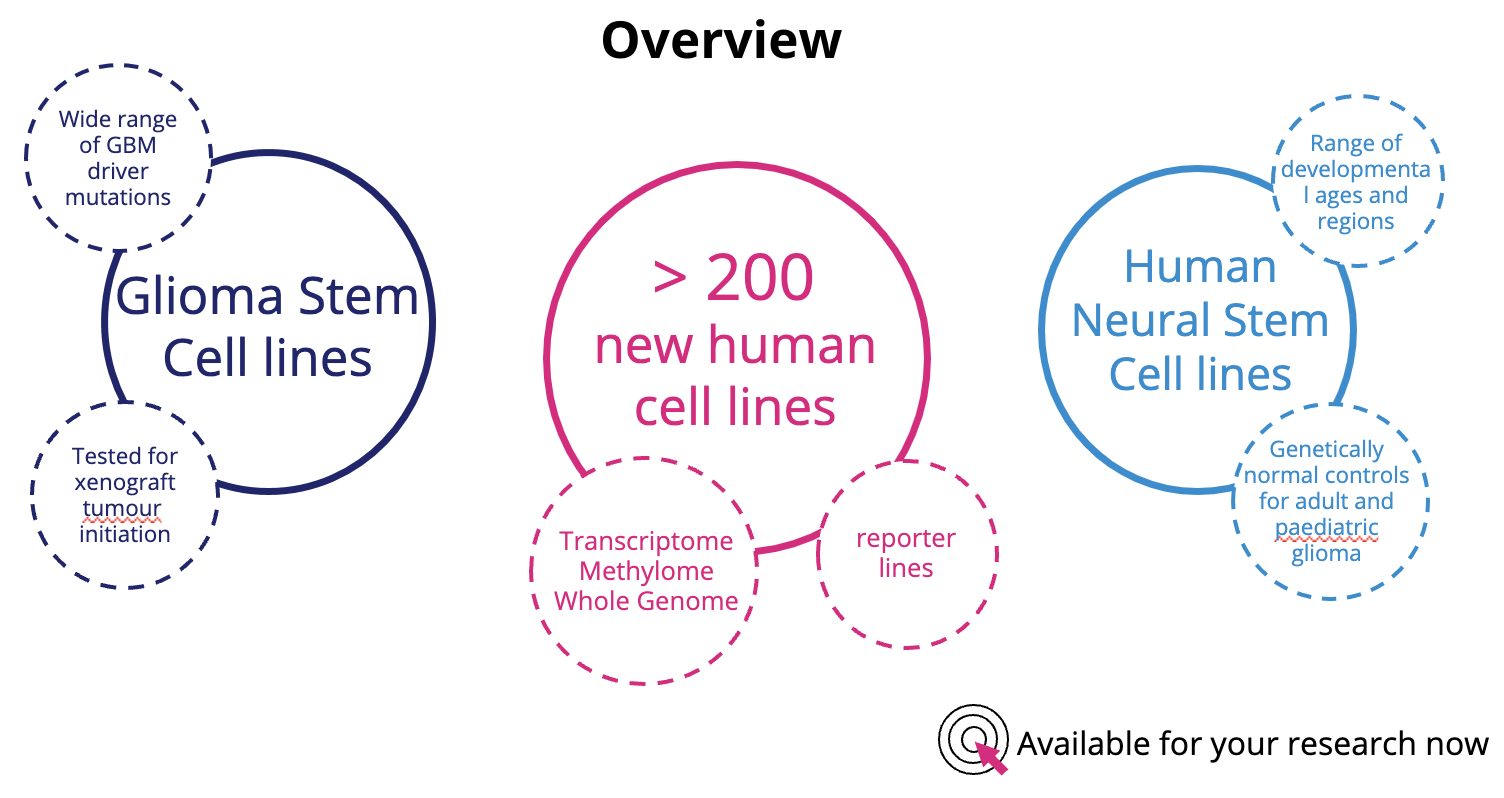 Overview
Wide range
of GBM
driver
mutations
Glioma Stem
Cell lines
Tested for
xenograft
tumour
initiation
> 200
new human
cell lines
Transcriptome
Methylome
Whole Genome
reporter
lines
Range of
developmenta
l ages and
regions
Human
Neural Stem
Cell lines
Genetically
normal controls
for adult and
paediatric
glioma
Available for your research now